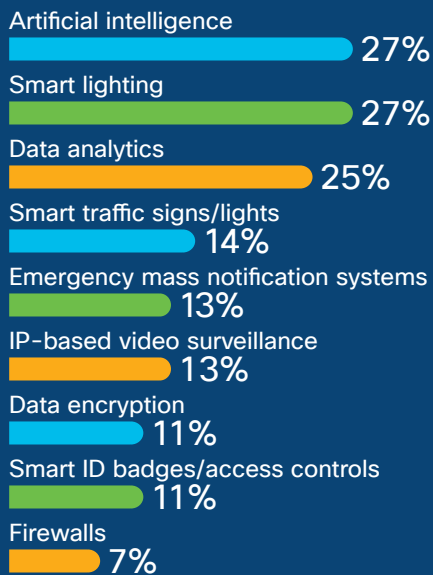 Artificial intelligence
27%
Smart lighting
27%
Data analytics
25%
Smart traffic signs/lights
14%
Emergency mass notification systems
13%
IP-based video surveillance
13%
Data encryption
11%
Smart ID badges/access controls
11%
Firewalls
7%